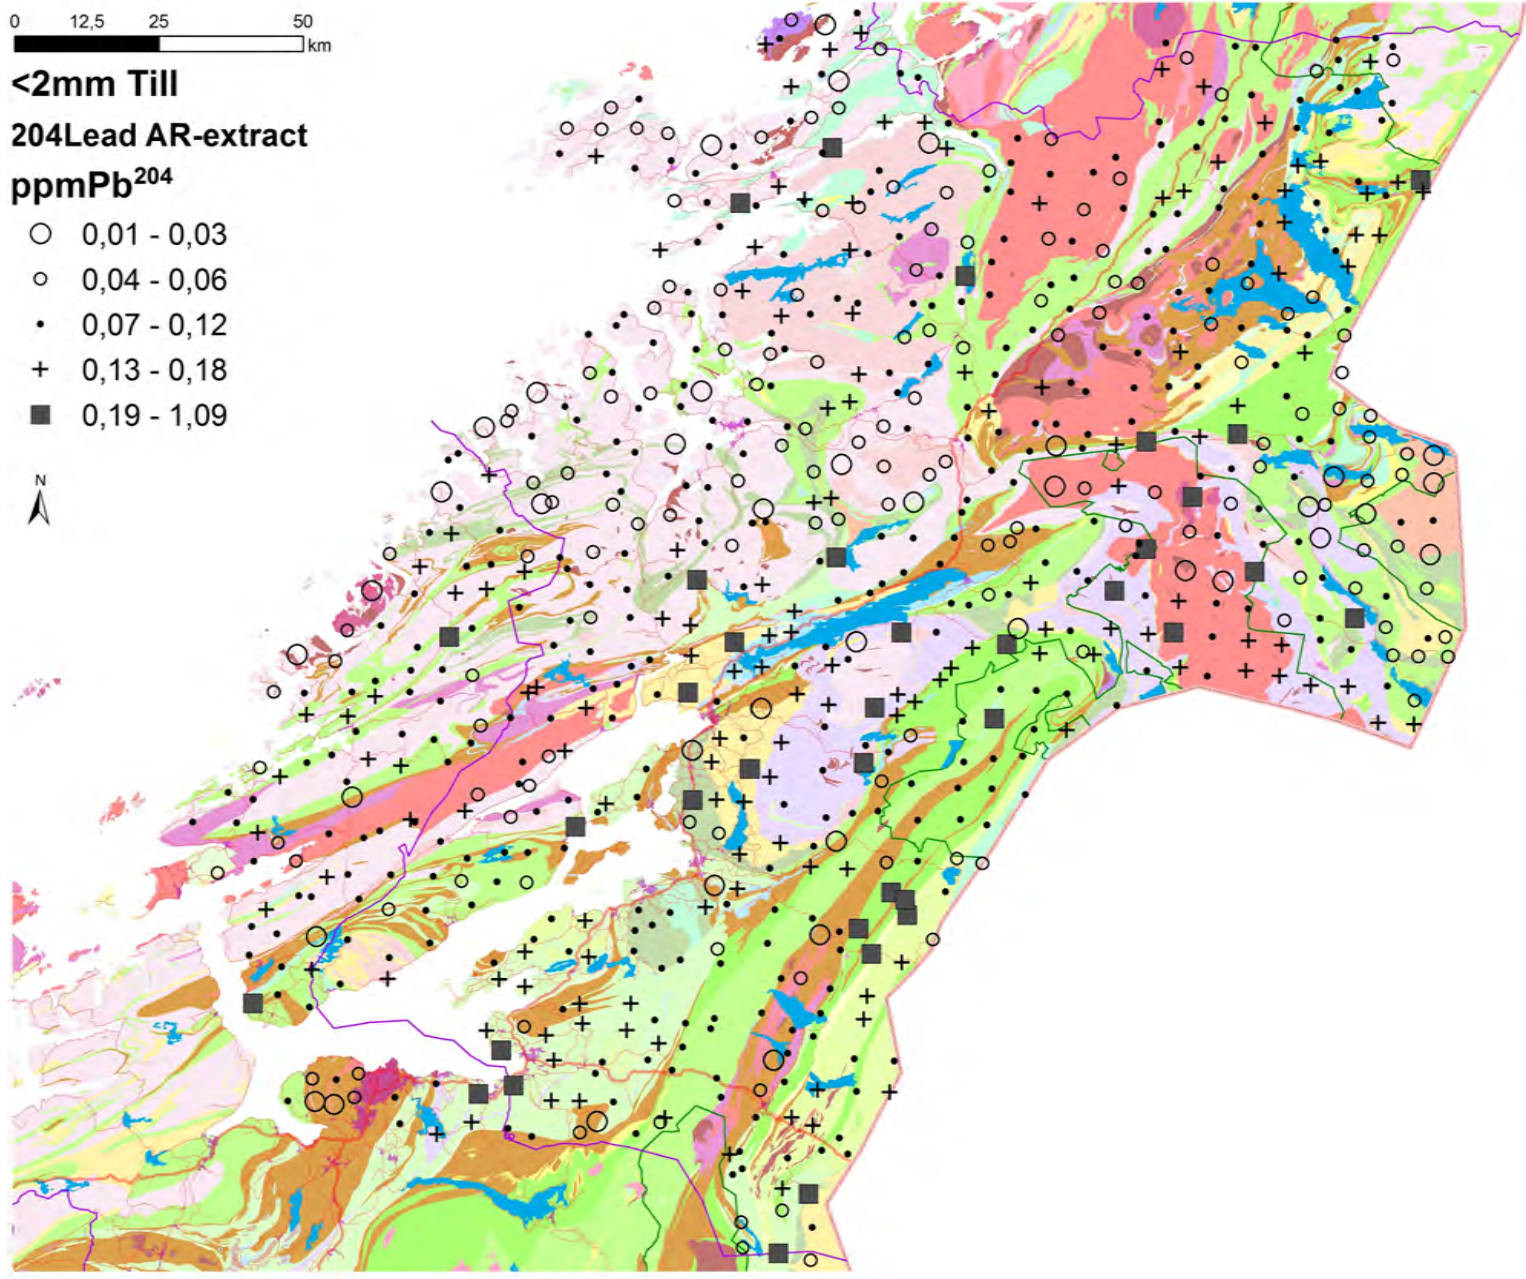 0 12,5 25 50
km
<2mm Till
204Lead AR-extract
ppmPb²⁰⁴
0,01 - 0,03
0,04 - 0,06
0,07 - 0,12
0,13 - 0,18
0,19 - 1,09
N